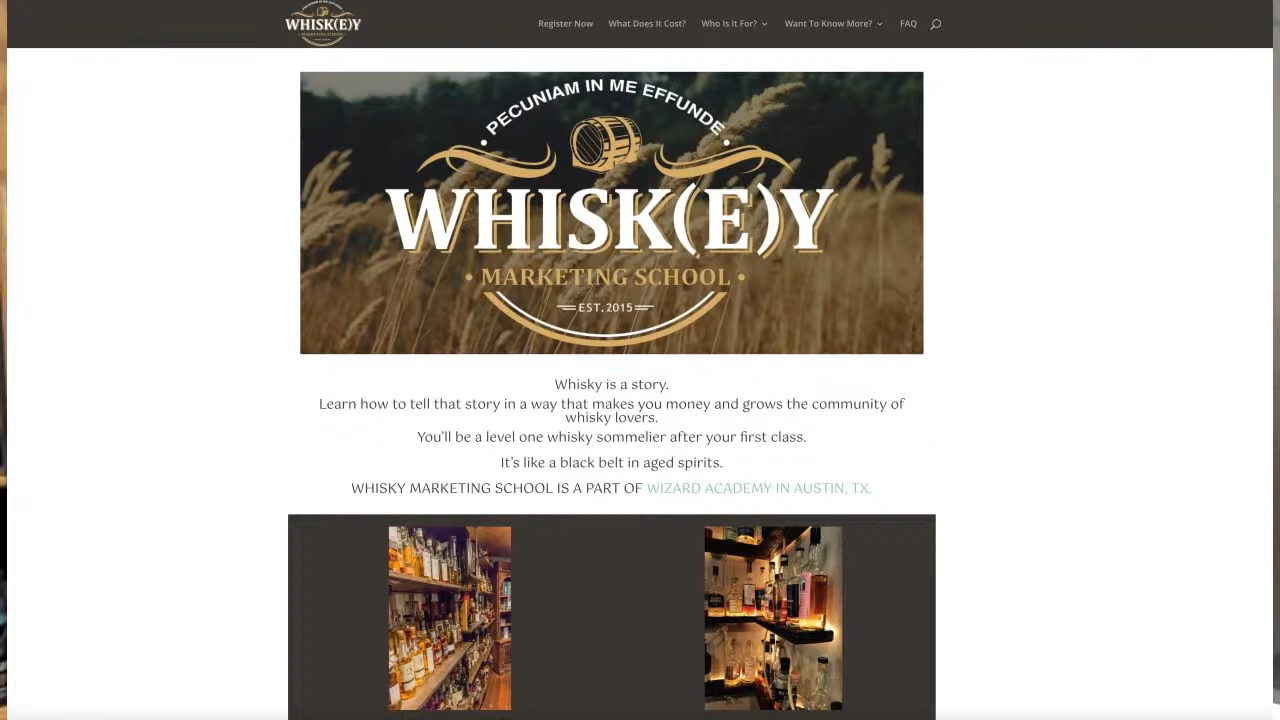 WHISK(E)Y
Register Now
What Does It Cost?
Who Is It For?
Want To Know More?
FAQ
• PECUNIAM IN ME EFFUNDE •
WHISK(E)Y
• MARKETING SCHOOL •
EST. 2015
Whisky is a story.
Learn how to tell that story in a way that makes you money and grows the community of
whisky lovers.
You’ll be a level one whisky sommelier after your first class.
It’s like a black belt in aged spirits.
WHISKY MARKETING SCHOOL IS A PART OF WIZARD ACADEMY IN AUSTIN, TX.